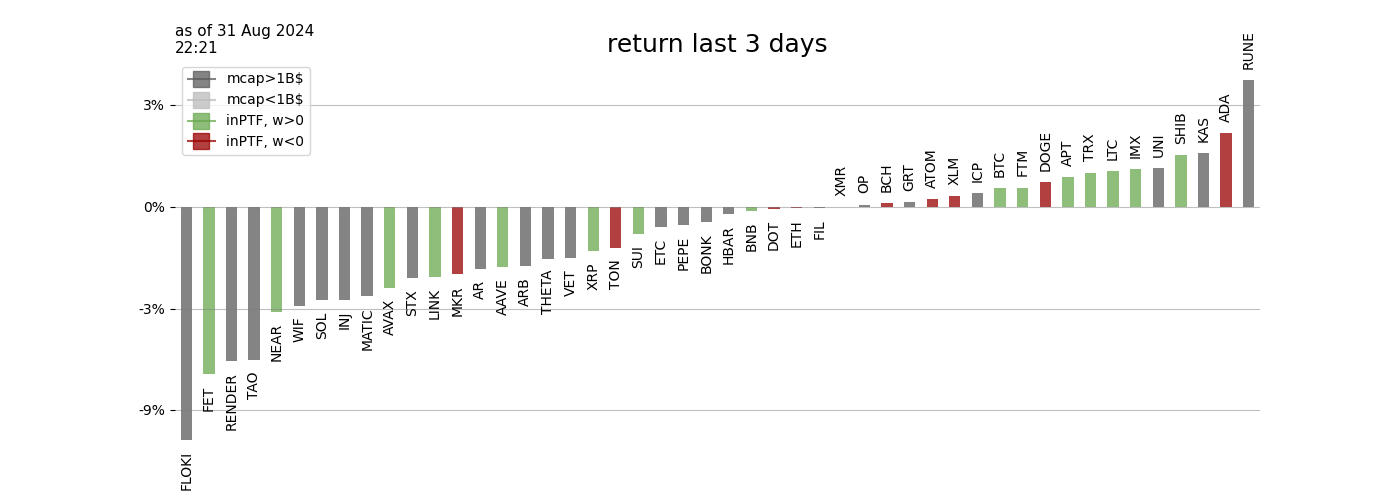 as of 31 Aug 2024
22:21
return last 3 days
mcap>1B$
mcap<1B$
inPTF, w>0
inPTF, w<0
3%
0%
-3%
-9%
FLOKI
FET
RENDER
TAO
NEAR
WIF
SOL
INJ
MATIC
AVAX
STX
LINK
MKR
AR
AAVE
ARB
THETA
VET
XRP
TON
SUI
ETC
PEPE
BONK
HBAR
BNB
DOT
ETH
FIL
XMR
OP
BCH
GRT
ATOM
XLM
ICP
BTC
FTM
DOGE
APT
TRX
LTC
IMX
UNI
SHIB
KAS
ADA
RUNE